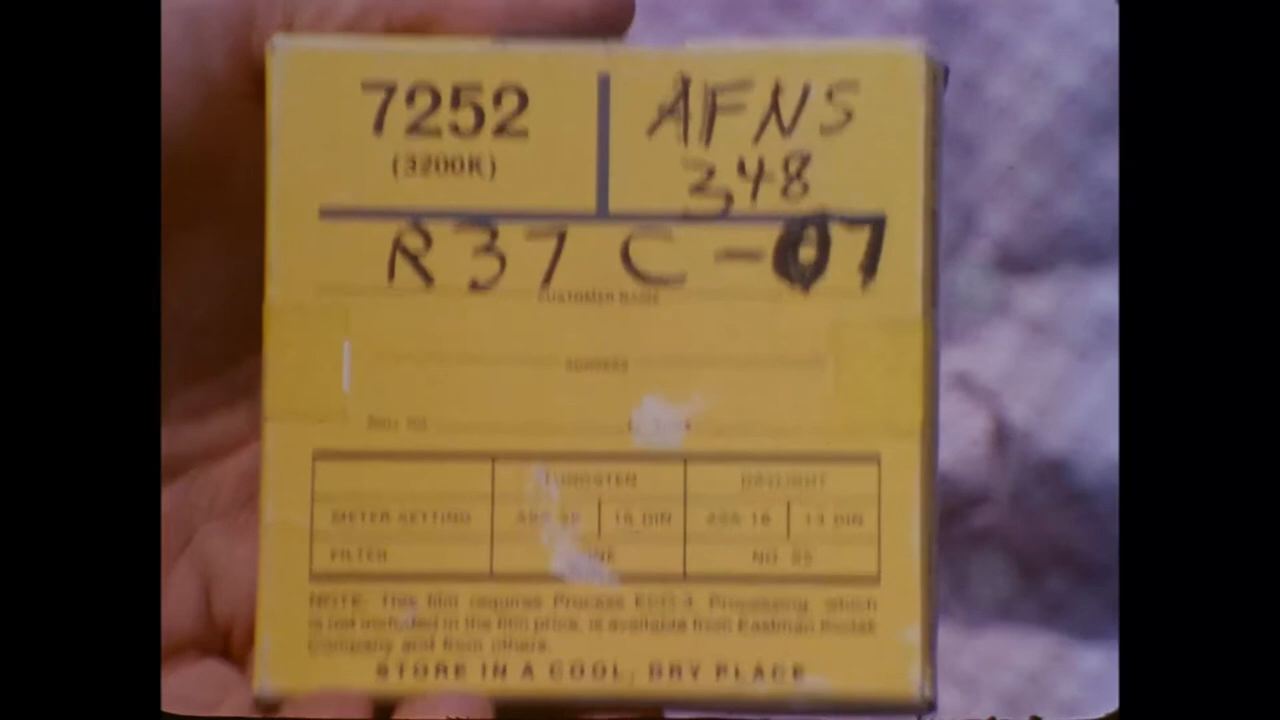 7252
(3200K)
AFNS
348
R37 C-07
CUSTOMER NAME
ADDRESS
TUNGSTEN DAYLIGHT
METER SETTING 16 DIN ASA 16 13 DIN
FILTER NO. 85
NOTE: This film requires Process ECO-3. Processing, which
is not included in the film price, is available from Eastman Kodak
Company and from others.
STORE IN A COOL, DRY PLACE